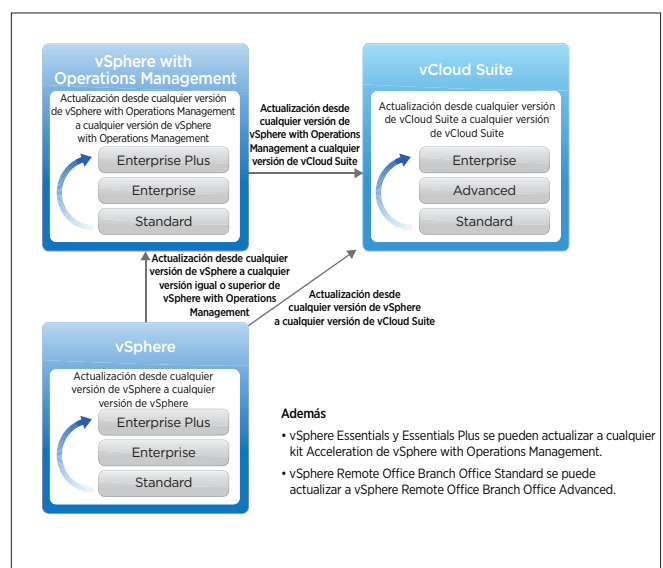 vSphere with
Operations Management
Actualización desde cualquier versión
de vSphere with Operations Management
a cualquier versión de vSphere
with Operations Management
Enterprise Plus
Enterprise
Standard
Actualización desde
cualquier versión de
vSphere with Operations
Management a cualquier
versión de vCloud Suite
vCloud Suite
Actualización desde cualquier versión
de vCloud Suite a cualquier versión
de vCloud Suite
Enterprise
Advanced
Standard
Actualización desde cualquier
versión de vSphere a cualquier
versión igual o superior de
vSphere with Operations
Management
Actualización desde
cualquier versión de vSphere
a cualquier versión de vCloud Suite
vSphere
Actualización desde cualquier
versión de vSphere a cualquier
versión de vSphere
Enterprise Plus
Enterprise
Standard
Además
• vSphere Essentials y Essentials Plus se pueden actualizar a cualquier
kit Acceleration de vSphere with Operations Management.
• vSphere Remote Office Branch Office Standard se puede
actualizar a vSphere Remote Office Branch Office Advanced.